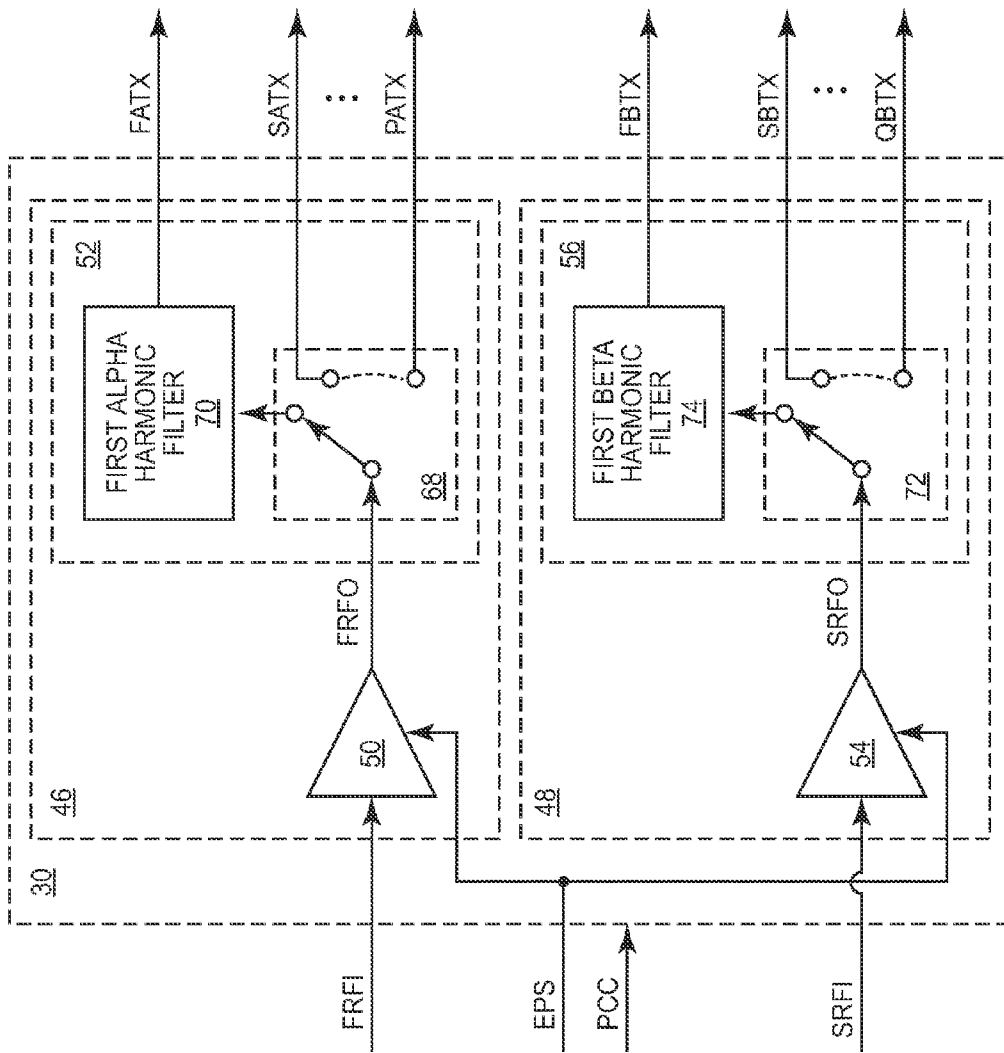 FATX
SATX
...
PATX
FBTX
SBTX
...
QBTX
52
FIRST ALPHA
HARMONIC
FILTER
70
68
56
FIRST BETA
HARMONIC
FILTER
74
72
FRFO
SRFO
50
54
46
48
30
FRFI
EPS
PCC
SRFI